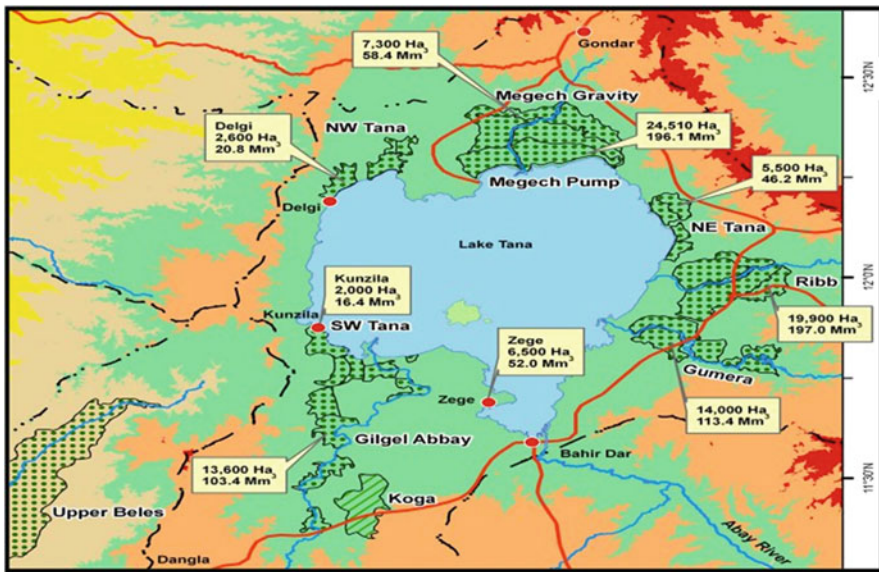 Gondar
7,300 Ha
58.4 Mm3
Megech Gravity
12°30'N
Delgi
2,600 Ha
20.8 Mm3
NW Tana
24,510 Ha
196.1 Mm3
5,500 Ha
46.2 Mm3
Megech Pump
Delgi
NE Tana
Lake Tana
Kunzila
2,000 Ha
16.4 Mm3
Ribb
12°0'N
Kunzila
SW Tana
19,900 Ha
197.0 Mm3
Zege
6,500 Ha
52.0 Mm3
Gumera
Zege
14,000 Ha
113.4 Mm3
Gilgel Abbay
Bahir Dar
13,600 Ha
103.4 Mm3
11°30'N
Koga
Upper Beles
Abay River
Dangla